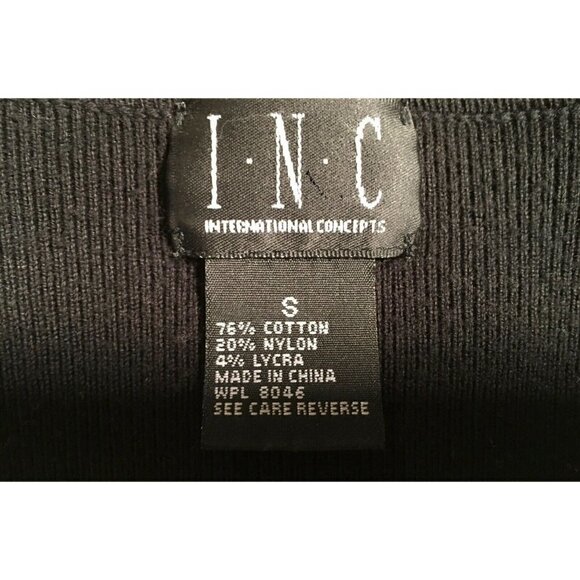 I·N·C
INTERNATIONAL CONCEPTS
S
76% COTTON
20% NYLON
4% LYCRA
MADE IN CHINA
WPL 8046
SEE CARE REVERSE